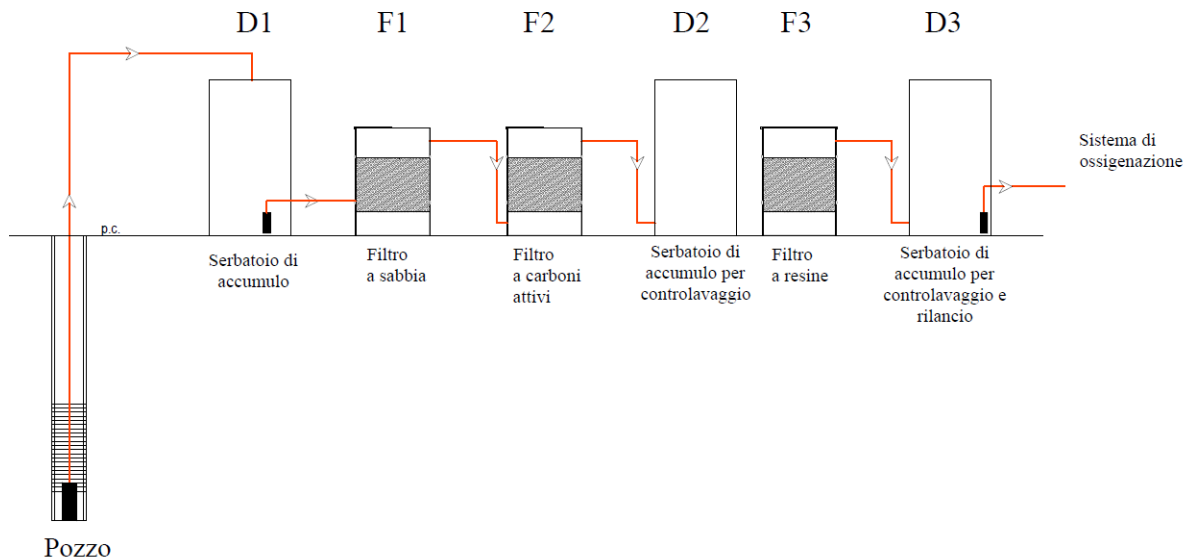 D1
F1
F2
D2
F3
D3
Sistema di
ossigenazione
p.c.
Serbatoio di
accumulo
Filtro
a sabbia
Filtro
a carboni
attivi
Serbatoio di
accumulo per
controlavaggio
Filtro
a resine
Serbatoio di
accumulo per
controlavaggio e
rilancio
Pozzo